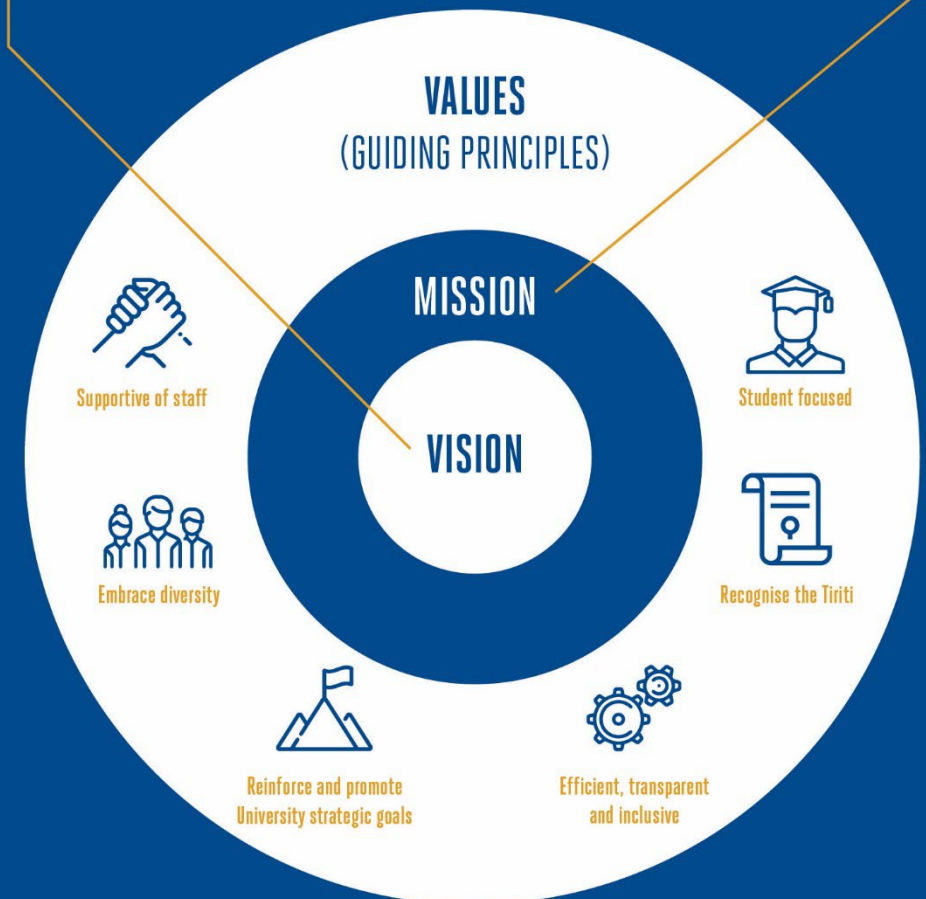 VALUES
(GUIDING PRINCIPLES)
MISSION
VISION
Supportive of staff
Student focused
Embrace diversity
Recognise the Tiriti
Reinforce and promote
University strategic goals
Efficient, transparent
and inclusive